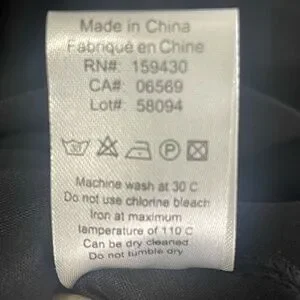 Made in China
Fabriqué en Chine
RN#: 159430
CA#: 06569
Lot#: 58094
30 P
Machine wash at 30 C
Do not use chlorine bleach
Iron at maximum
temperature of 110 C
Can be dry cleaned
Do not tumble dry